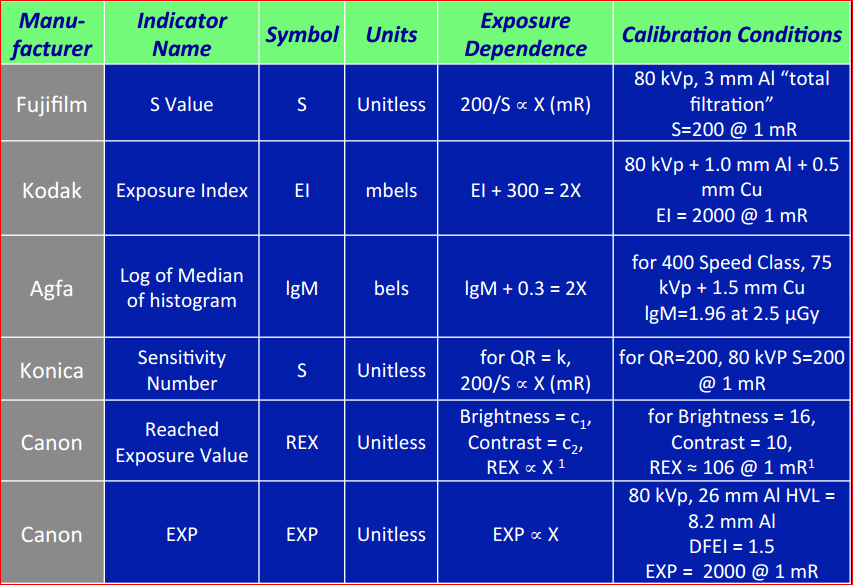 Manu-
facturer
Indicator
Name
Symbol
Units
Exposure
Dependence
Calibration Conditions
Fujifilm
S Value
S
Unitless
200/S ∝ X (mR)
80 kVp, 3 mm Al “total
filtration”
S=200 @ 1 mR
Kodak
Exposure Index
EI
mbels
EI + 300 = 2X
80 kVp + 1.0 mm Al + 0.5
mm Cu
EI = 2000 @ 1 mR
Agfa
Log of Median
of histogram
lgM
bels
lgM + 0.3 = 2X
for 400 Speed Class, 75
kVp + 1.5 mm Cu
lgM=1.96 at 2.5 μGy
Konica
Sensitivity
Number
S
Unitless
for QR = k,
200/S ∝ X (mR)
for QR=200, 80 kVP S=200
@ 1 mR
Canon
Reached
Exposure Value
REX
Unitless
Brightness = c₁,
Contrast = c₂,
REX ∝ X ¹
for Brightness = 16,
Contrast = 10,
REX ≈ 106 @ 1 mR¹
Canon
EXP
EXP
Unitless
EXP ∝ X
80 kVp, 26 mm Al HVL =
8.2 mm Al
DFEI = 1.5
EXP =  2000 @ 1 mR